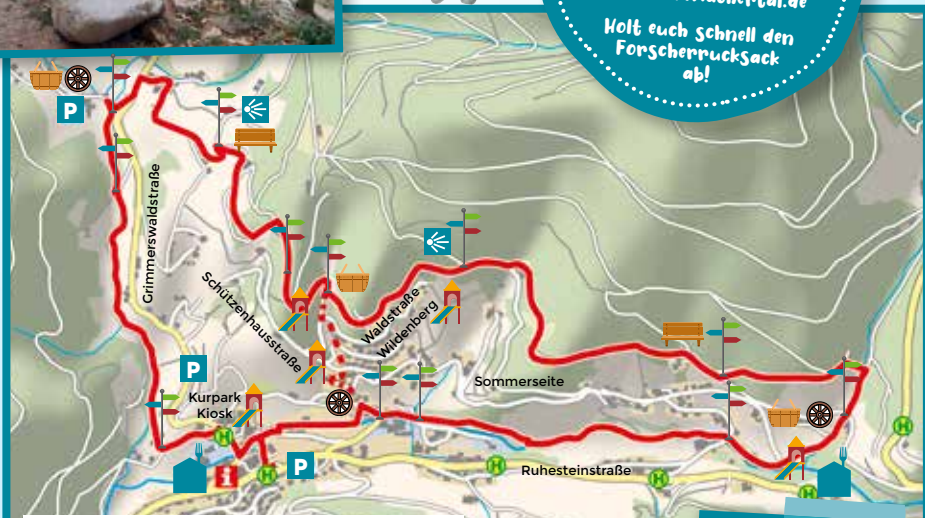 Holt euch schnell den
Forscherrucksack
ab!
P
Grimmerswaldstraße
Schützenhausstraße
Waldstraße
Wildenberg
P
Kurpark
Kiosk
Sommerseite
H
H
i
H
P
H
Ruhesteinstraße
H
H